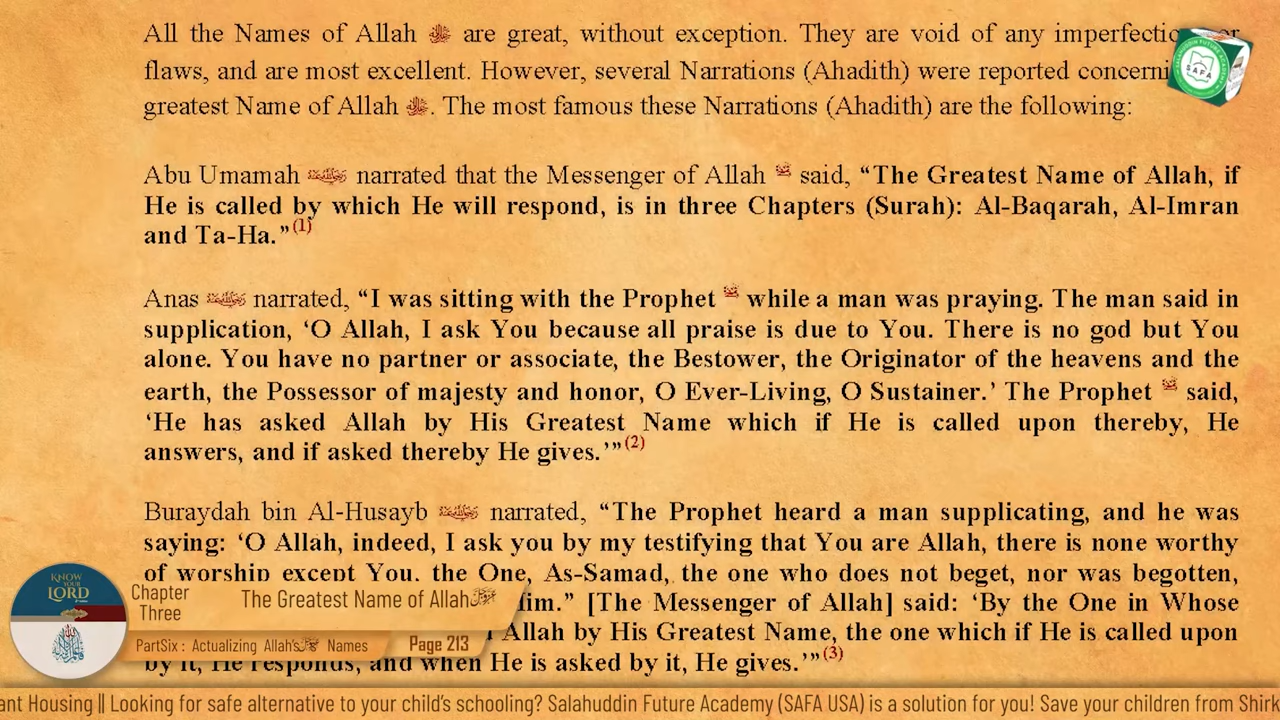 All the Names of Allah ﷻ are great, without exception. They are void of any imperfection or
flaws, and are most excellent. However, several Narrations (Ahadith) were reported
greatest Name of Allah ﷻ. The most famous these Narrations (Ahadith) are the following:
Abu Umamah narrated that the Messenger of Allah ﷺ said, “The Greatest Name of Allah, if
He is called by which He will respond, is in three Chapters (Surah): Al-Baqarah, Al-Imran
and Ta-Ha.”(1)
Anas narrated, “I was sitting with the Prophet ﷺ while a man was praying. The man said in
supplication, ‘O Allah, I ask You because all praise is due to You. There is no god but You
alone. You have no partner or associate, the Bestower, the Originator of the heavens and the
earth, the Possessor of majesty and honor, O Ever-Living, O Sustainer.’ The Prophet ﷺ said,
‘He has asked Allah by His Greatest Name which if He is called upon thereby, He
answers, and if asked thereby He gives.’”(2)
Buraydah bin Al-Husayb narrated, “The Prophet heard a man supplicating, and he was
saying: ‘O Allah, indeed, I ask you by my testifying that You are Allah, there is none worthy
of worship except You, the One, As-Samad, the one who does not beget, nor was begotten,
Him.” [The Messenger of Allah] said: ‘By the One in Whose
Allah by His Greatest Name, the one which if He is called upon
by it, He responds, and when He is asked by it, He gives.’”(3)
SAFA
KNOW YOUR LORD
Chapter Three
The Greatest Name of Allah
PartSix : Actualizing Allah's ﷻ Names
Page 213
ant Housing || Looking for safe alternative to your child's schooling? Salahuddin Future Academy (SAFA USA) is a solution for you! Save your children from Shirk